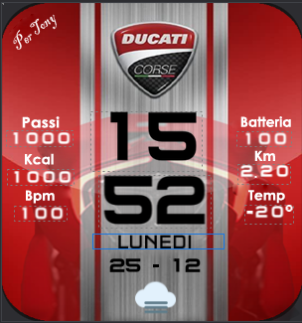 Per Tony
DUCATI
CORSE
15
52
LUNEDI
25 - 12
Passi
1000
Kcal
1000
Bpm
100
Batteria
100
Km
2.20
Temp
-20°